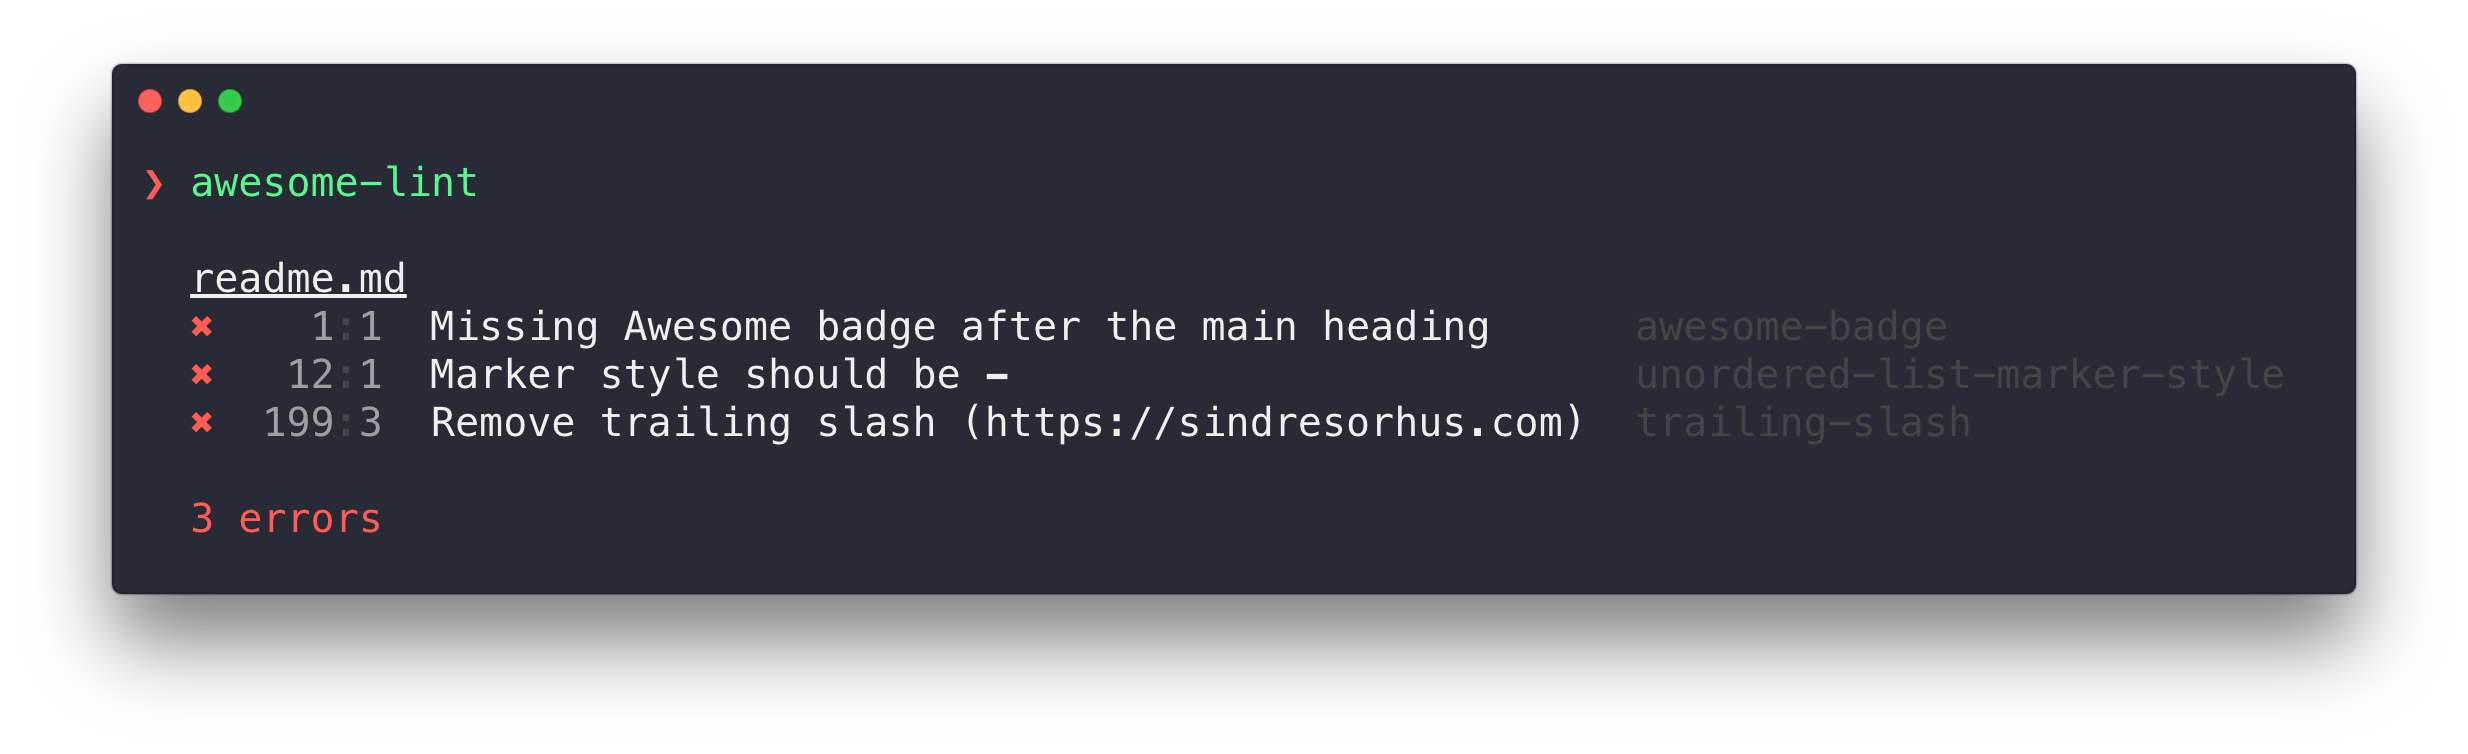 ❯ awesome-lint
readme.md
✖ 1:1 Missing Awesome badge after the main heading awesome-badge
✖ 12:1 Marker style should be - unordered-list-marker-style
✖ 199:3 Remove trailing slash (https://sindresorhus.com) trailing-slash
3 errors